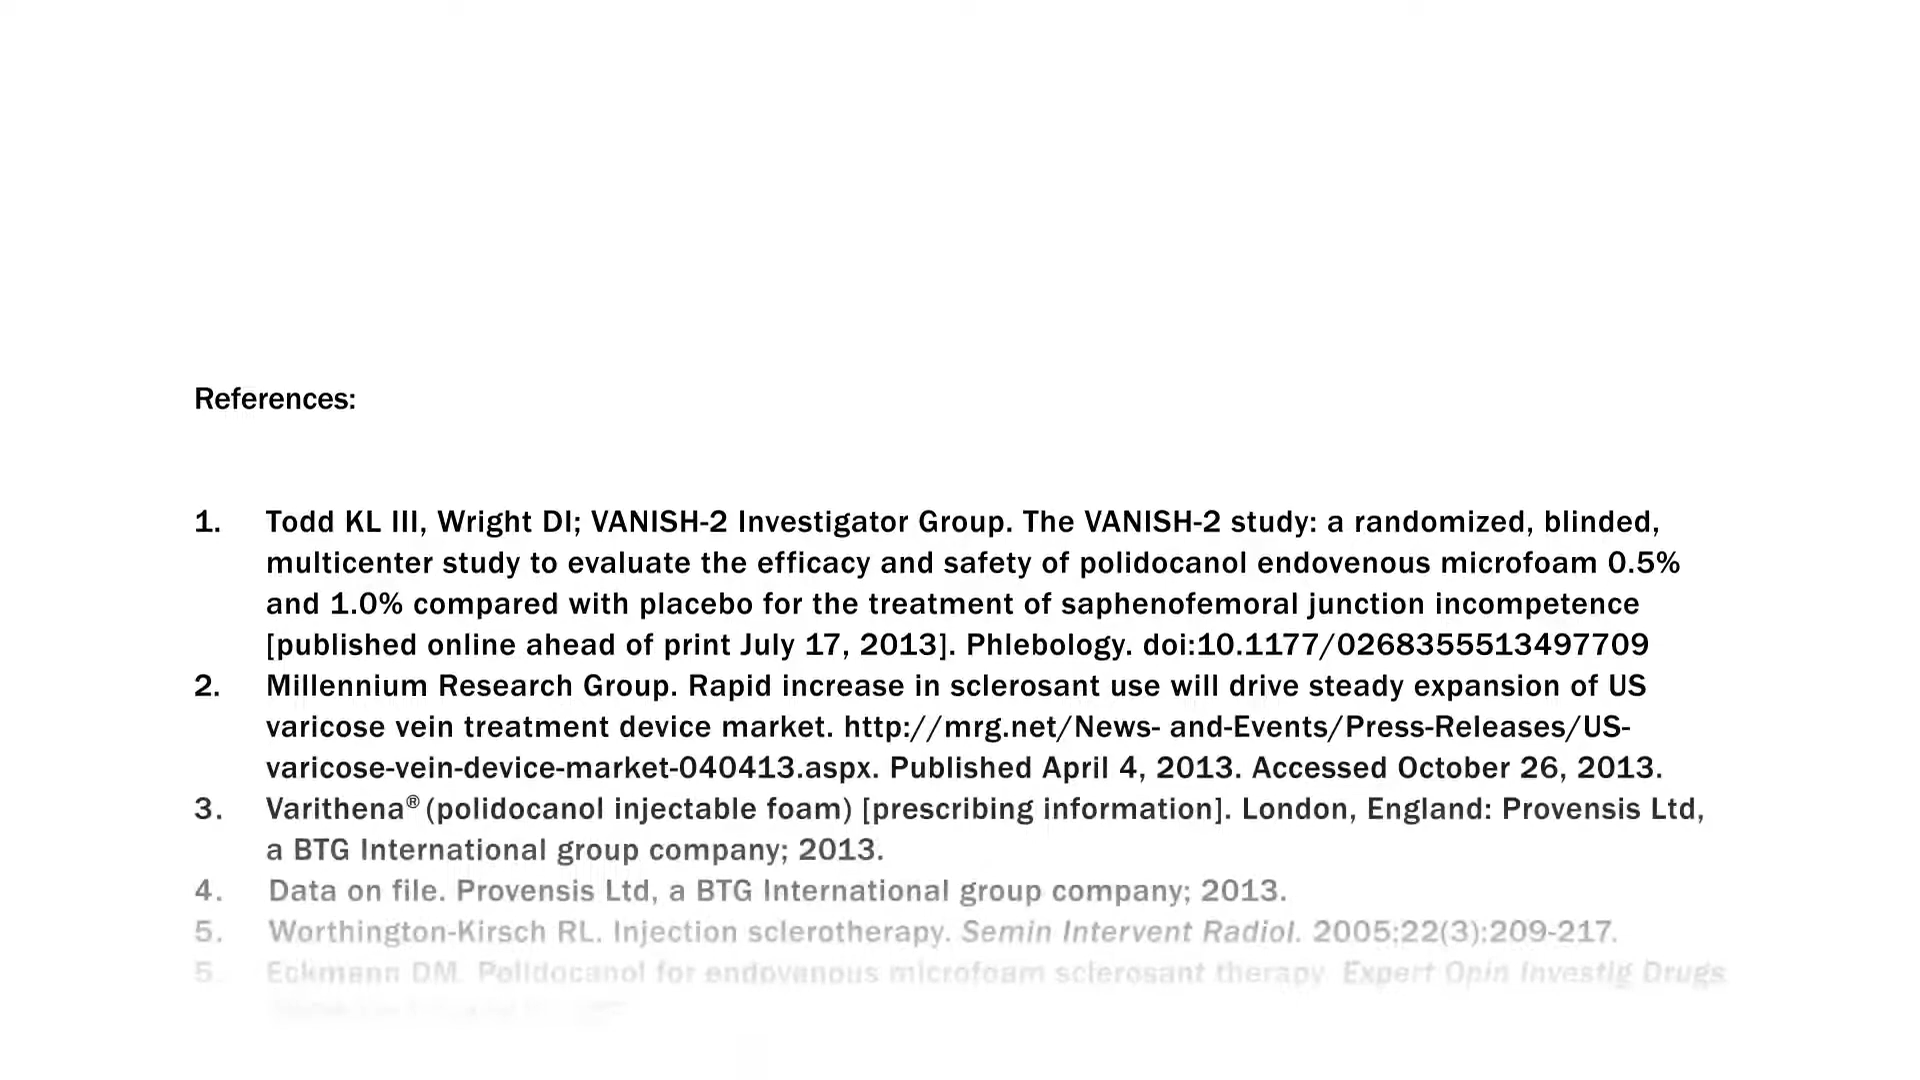 References:
1. Todd KL III, Wright DI; VANISH-2 Investigator Group. The VANISH-2 study: a randomized, blinded,
multicenter study to evaluate the efficacy and safety of polidocanol endovenous microfoam 0.5%
and 1.0% compared with placebo for the treatment of saphenofemoral junction incompetence
[published online ahead of print July 17, 2013]. Phlebology. doi:10.1177/0268355513497709
2. Millennium Research Group. Rapid increase in sclerosant use will drive steady expansion of US
varicose vein treatment device market. http://mrg.net/News- and-Events/Press-Releases/US-
varicose-vein-device-market-040413.aspx. Published April 4, 2013. Accessed October 26, 2013.
3. Varithena® (polidocanol injectable foam) [prescribing information]. London, England: Provensis Ltd,
a BTG International group company; 2013.
4. Data on file. Provensis Ltd, a BTG International group company; 2013.
5. Worthington-Kirsch RL. Injection sclerotherapy. Semin Intervent Radiol. 2005;22(3):209-217.
5. Eckmann DM. Polidocanol for endovenous microfoam sclerosant therapy. Expert Opin Investig Drugs.